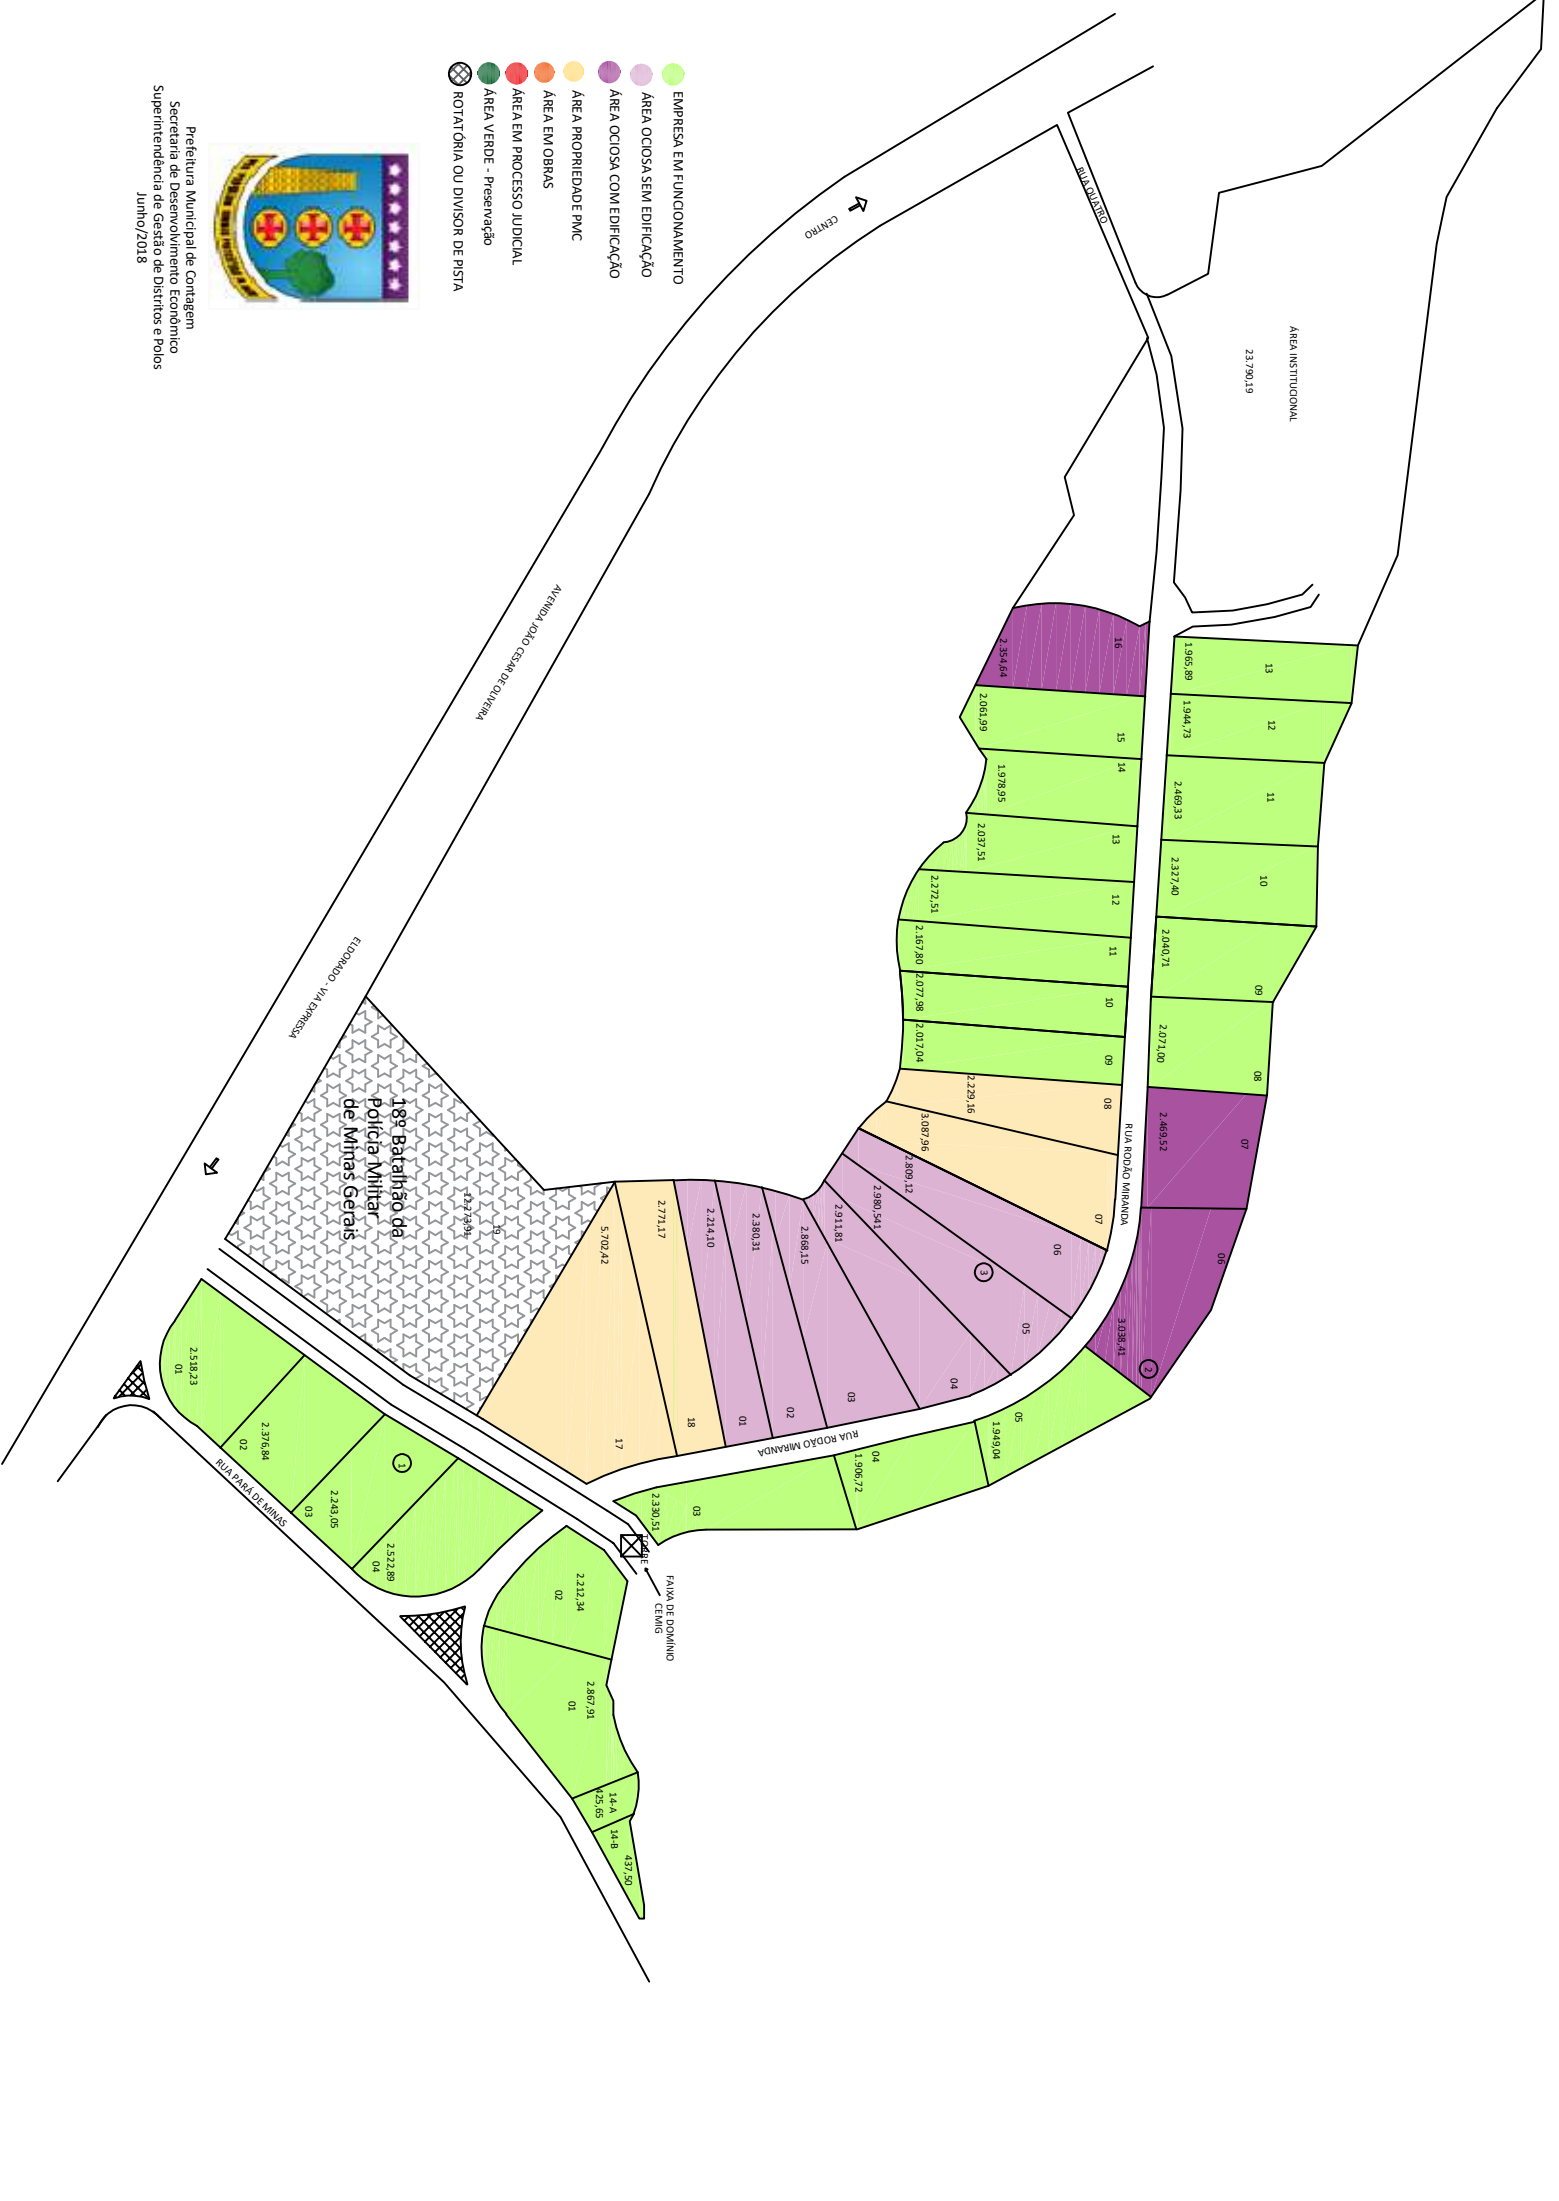 EMPRESA EM FUNCIONAMENTO
ÁREA OCIOSA SEM EDIFICAÇÃO
ÁREA OCIOSA COM EDIFICAÇÃO
ÁREA PROPRIEDADE PMC
ÁREA EM OBRAS
ÁREA EM PROCESSO JUDICIAL
ÁREA VERDE - Preservação
ROTATÓRIA OU DIVISOR DE PISTA
Prefeitura Municipal de Contagem
Secretaria de Desenvolvimento Econômico
Superintendência de Gestão de Distritos e Polos
Junho/2018
ÁREA INSTITUCIONAL
23.790,19
RUA QUATRO
CENTRO
AVENIDA JOÃO CESAR DE OLIVEIRA
ELDORADO - VIA EXPRESSA
13
1.965,89
12
1.944,73
11
2.469,33
10
2.327,40
09
2.040,71
08
2.071,00
07
2.469,52
06
3.038,41
2
05
1.949,04
04
1.906,72
03
2.330,51
16
2.354,64
15
2.061,99
14
1.978,95
13
2.037,51
12
2.272,51
11
2.167,80
10
2.077,98
09
2.017,04
08
2.229,16
07
3.087,96
RUA RODÃO MIRANDA
06
2.809,12
3
05
2.980,541
04
2.911,81
03
2.868,15
02
2.380,31
01
2.214,10
18
2.771,17
17
5.702,42
RUA RODÃO MIRANDA
19
12.273,91
18º Batalhão da
Polícia Militar
de Minas Gerais
2.518,23
01
2.376,84
02
1
2.243,05
03
2.522,89
04
RUA PARÁ DE MINAS
TORRE
FAIXA DE DOMÍNIO
CEMIG
2.212,34
02
2.867,91
01
14-A
425,65
14-B
437,50